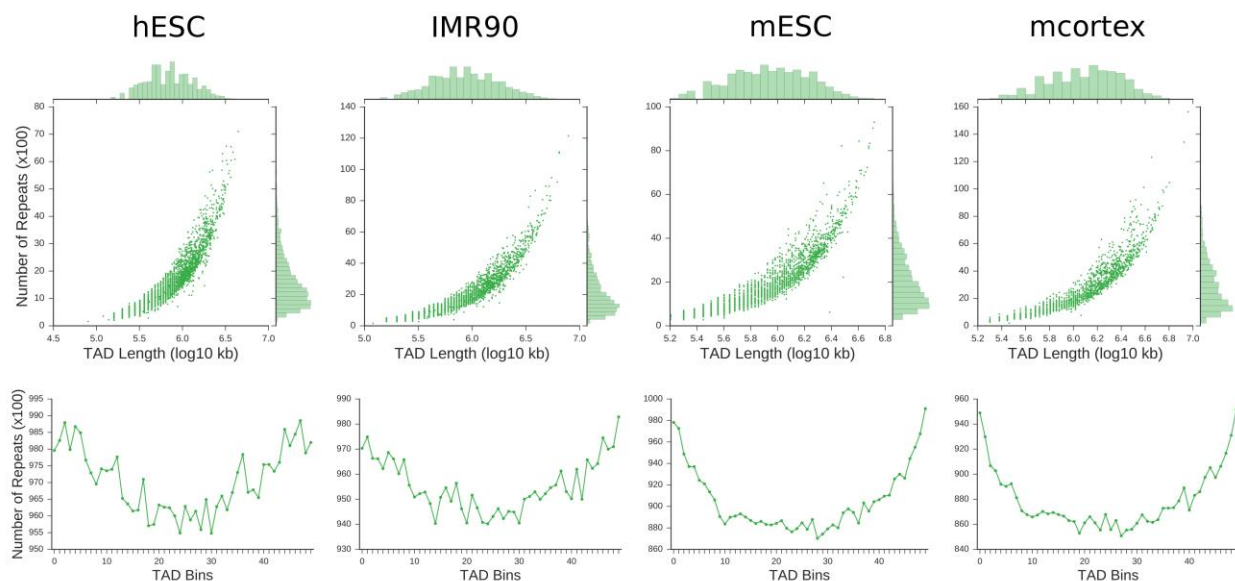 hESC IMR90 mESC mcortex
Number of Repeats (x100)
80 70 60 50 40 30 20 10 0
4.5 5.0 5.5 6.0 6.5 7.0
TAD Length (log10 kb)
140 120 100 80 60 40 20 0
5.0 5.5 6.0 6.5 7.0
TAD Length (log10 kb)
100 80 60 40 20 0
5.2 5.4 5.6 5.8 6.0 6.2 6.4 6.6 6.8
TAD Length (log10 kb)
160 140 120 100 80 60 40 20 0
5.2 5.4 5.6 5.8 6.0 6.2 6.4 6.6 6.8 7.0
TAD Length (log10 kb)
Number of Repeats (x100)
995 990 985 980 975 970 965 960 955 950
0 10 20 30 40
TAD Bins
990 980 970 960 950 940 930
0 10 20 30 40
TAD Bins
1000 980 960 940 920 900 880 860
0 10 20 30 40
TAD Bins
960 940 920 900 880 860 840
0 10 20 30 40
TAD Bins